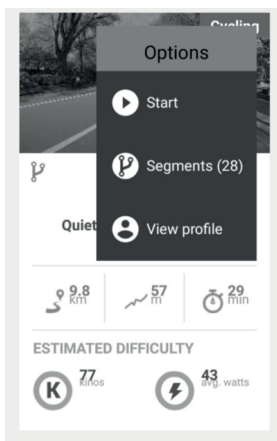 Cycling
Options
Start
Segments (28)
View profile
Quiet
9.8 57 29
km m min
ESTIMATED DIFFICULTY
K 77 43
kinos avg. watts